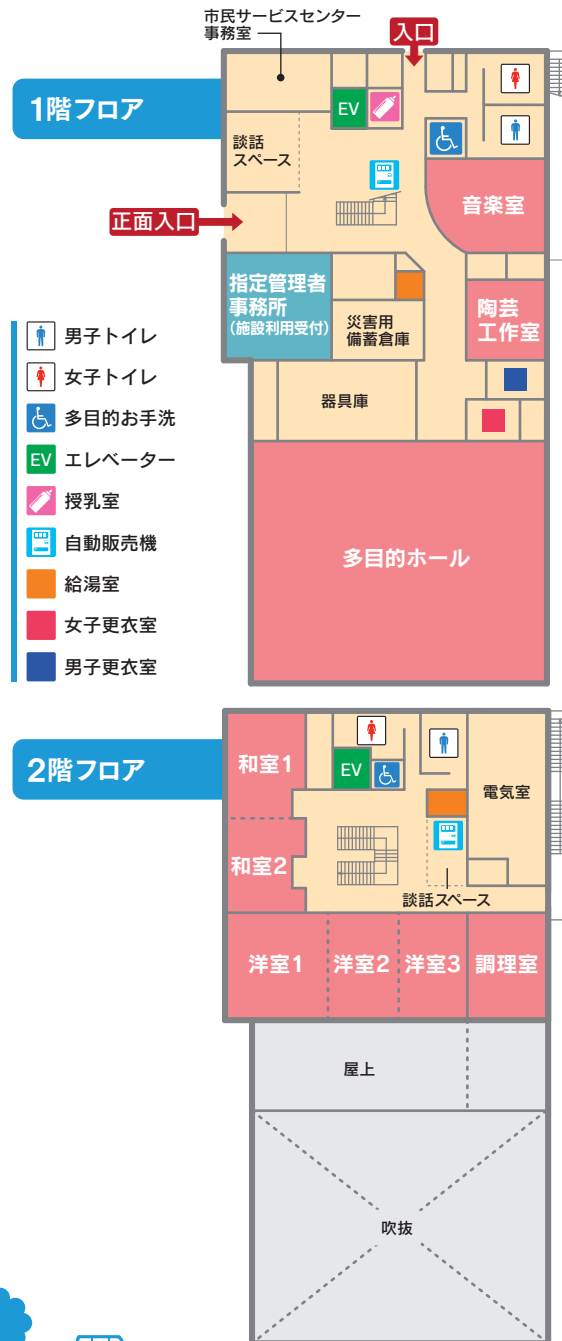 市民サービスセンター
事務室
入口
1階フロア
EV
談話
スペース
音楽室
正面入口
指定管理者
事務所
(施設利用受付)
災害用
備蓄倉庫
陶芸
工作室
器具庫
多目的ホール
男子トイレ
女子トイレ
多目的お手洗
EV エレベーター
授乳室
自動販売機
給湯室
女子更衣室
男子更衣室
2階フロア
和室1
EV
電気室
和室2
談話スペース
洋室1
洋室2
洋室3
調理室
屋上
吹抜